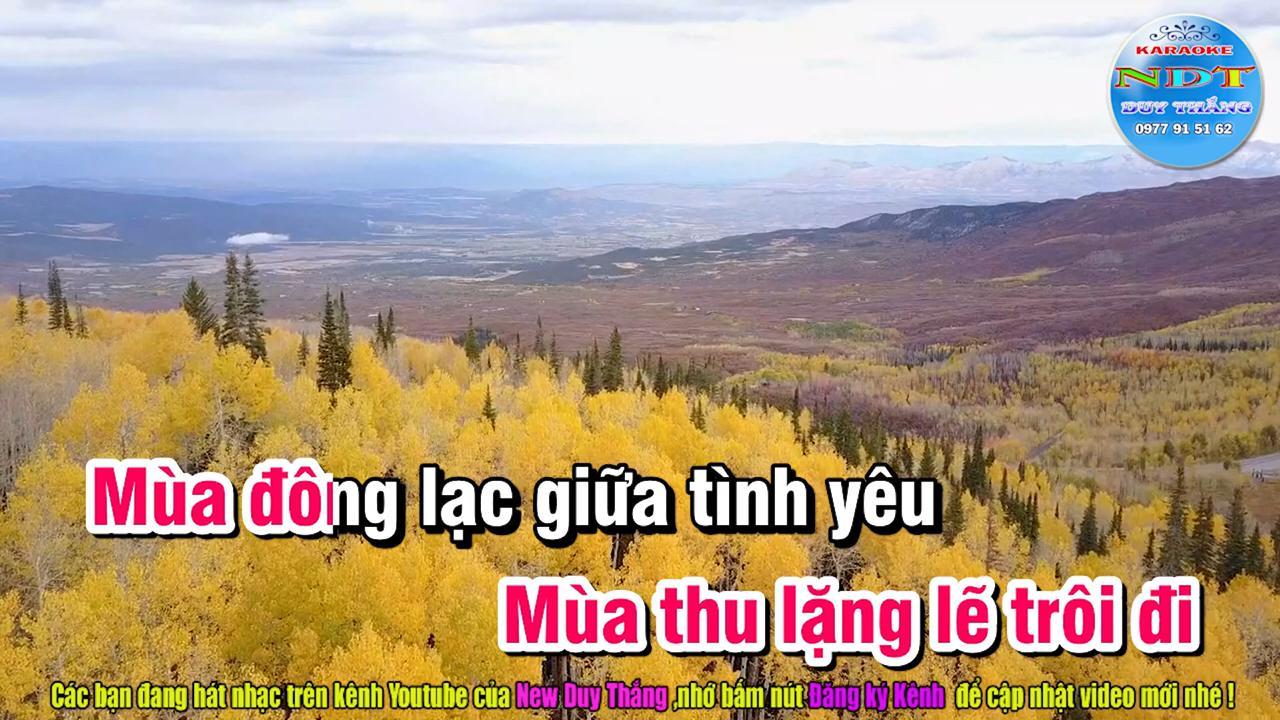 KARAOKE
NDT
DUY THẮNG
0977 91 51 62
Mùa đông lạc giữa tình yêu
Mùa thu lặng lẽ trôi đi
Các bạn đang hát nhạc trên kênh Youtube của New Duy Thắng ,nhớ bấm nút Đăng ký Kênh để cập nhật video mới nhé !